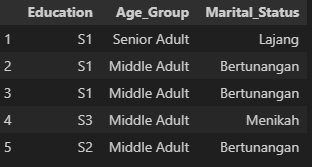 Education Age_Group Marital_Status
1 S1 Senior Adult Lajang
2 S1 Middle Adult Bertunangan
3 S1 Middle Adult Bertunangan
4 S3 Middle Adult Menikah
5 S2 Middle Adult Bertunangan